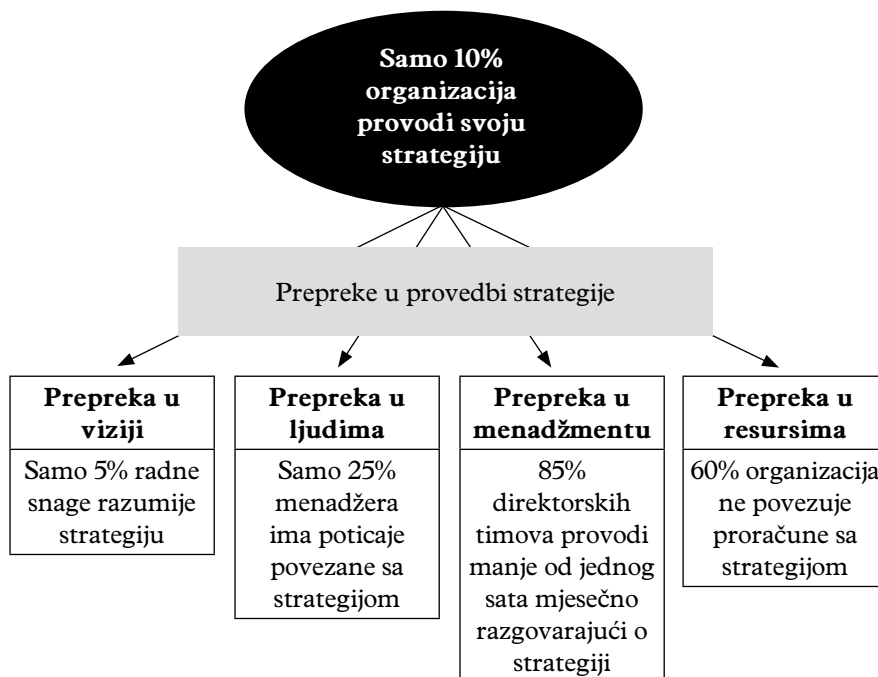 Samo 10%
organizacija
provodi svoju
strategiju
Prepreke u provedbi strategije
Prepreka u
viziji
Samo 5% radne
snage razumije
strategiju
Prepreka u
ljudima
Samo 25%
menadžera
ima poticaje
povezane sa
strategijom
Prepreka u
menadžmentu
85%
direktorskih
timova provodi
manje od jednog
sata mjesečno
razgovarajući o
strategiji
Prepreka u
resursima
60% organizacija
ne povezuje
proračune sa
strategijom